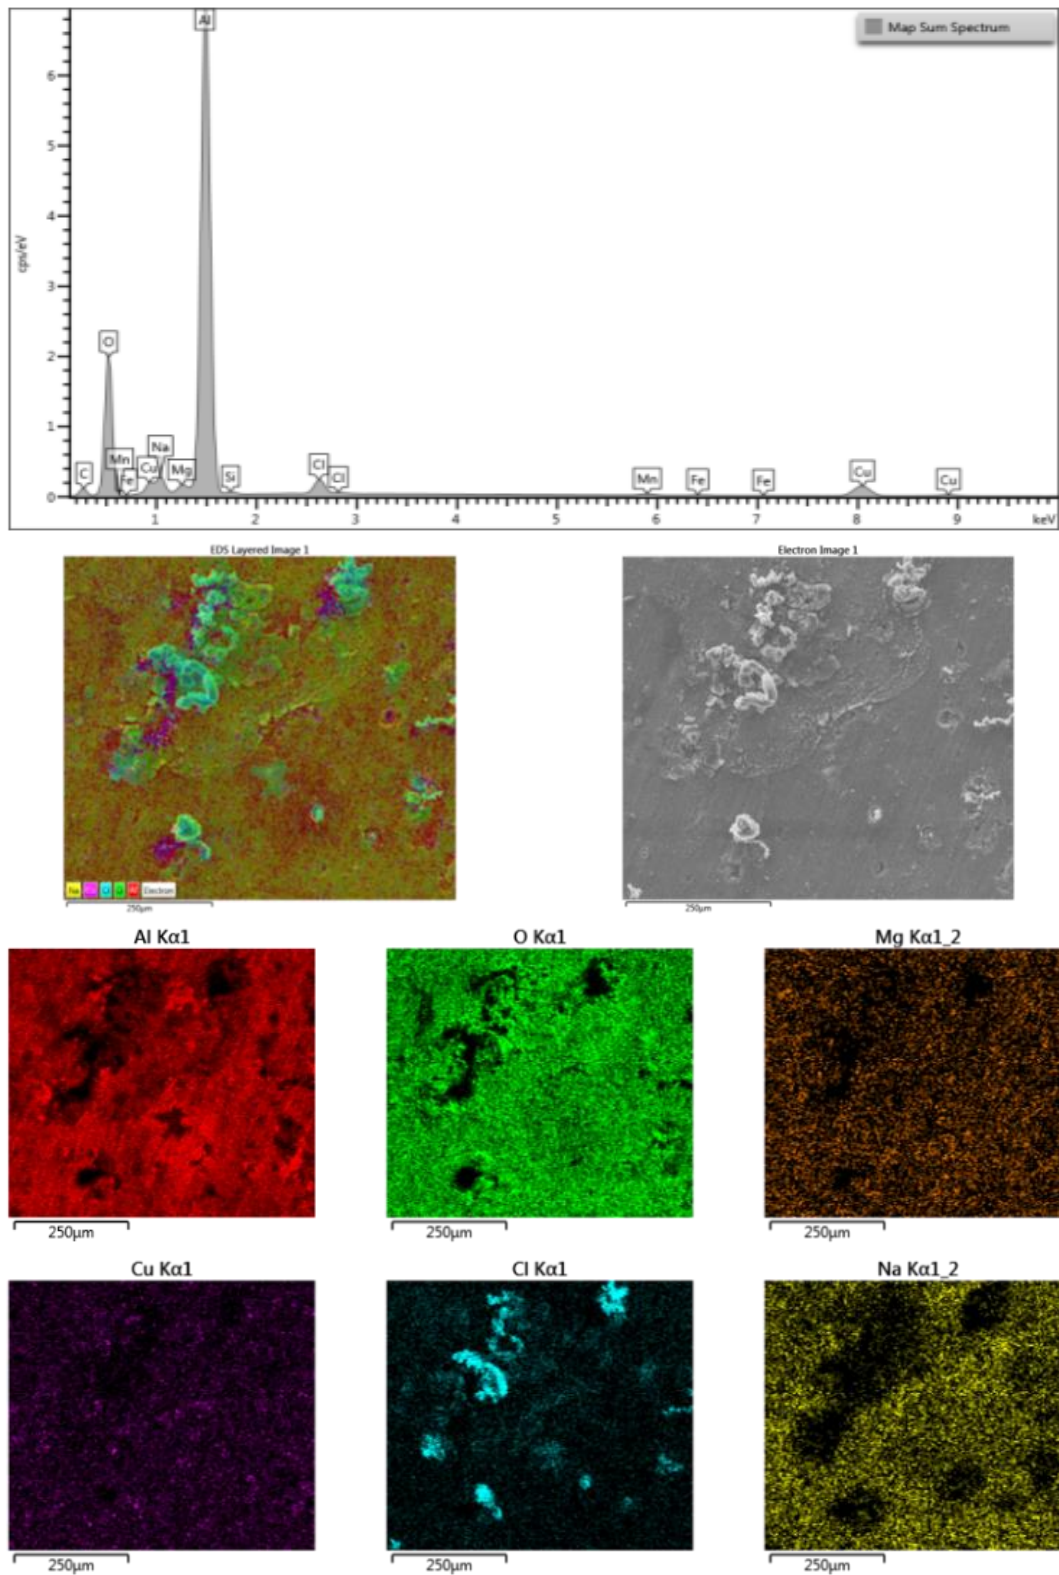 Map Sum Spectrum
Al
6
5
4
3
2
1
0
cps/eV
O
C
Mn
Fe
Cu
Na
Mg
Si
Cl
Cl
Mn
Fe
Fe
Cu
Cu
1 2 3 4 5 6 7 8 9 keV
EDS Layered Image 1
Electron Image 1
Na Cl O Al Electron
250µm
250µm
Al Kα1
O Kα1
Mg Kα1_2
250µm
250µm
250µm
Cu Kα1
Cl Kα1
Na Kα1_2
250µm
250µm
250µm